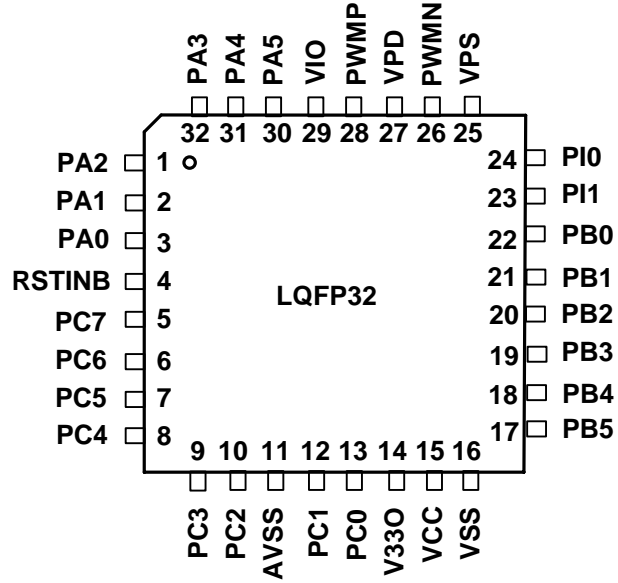 PA3 PA4 PA5 VIO PWMP VPD PWMN VPS
32 31 30 29 28 27 26 25
PA2 1 24 PI0
PA1 2 23 PI1
PA0 3 22 PB0
RSTINB 4 21 PB1
LQFP32
PC7 5 20 PB2
PC6 6 19 PB3
PC5 7 18 PB4
PC4 8 17 PB5
9 10 11 12 13 14 15 16
PC3 PC2 AVSS PC1 PC0 V33O VCC VSS